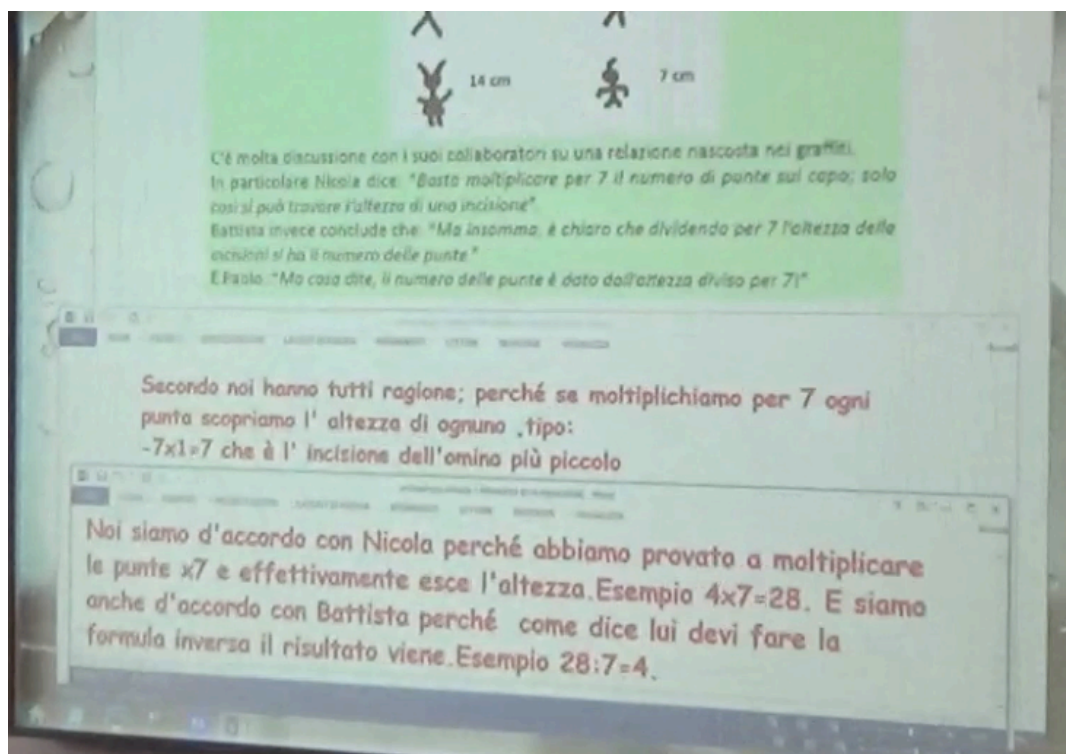 14 cm
7 cm
C'è molta discussione con i suoi collaboratori su una relazione nascosta nei graffiti.
In particolare Nicola dice: "Basta moltiplicare per 7 il numero di punte sul capo; solo
così si può trovare l'altezza di una incisione".
Battista invece conclude che: "Ma insomma, è chiaro che dividendo per 7 l'altezza delle
incisioni si ha il numero delle punte."
E Paolo: "Ma cosa dite, il numero delle punte è dato dall'altezza diviso per 7!"
Secondo noi hanno tutti ragione; perché se moltiplichiamo per 7 ogni
punta scopriamo l' altezza di ognuno ,tipo:
-7x1=7 che è l' incisione dell'omino più piccolo
Noi siamo d'accordo con Nicola perché abbiamo provato a moltiplicare
le punte x7 e effettivamente esce l'altezza.Esempio 4x7=28. E siamo
anche d'accordo con Battista perché come dice lui devi fare la
formula inversa il risultato viene.Esempio 28:7=4.